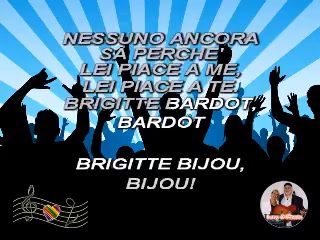 NESSUNO ANCORA
SA PERCHE'
LEI PIACE A ME,
LEI PIACE A TE!
BRIGITTE BARDOT,
BARDOT
BRIGITTE BIJOU,
BIJOU!